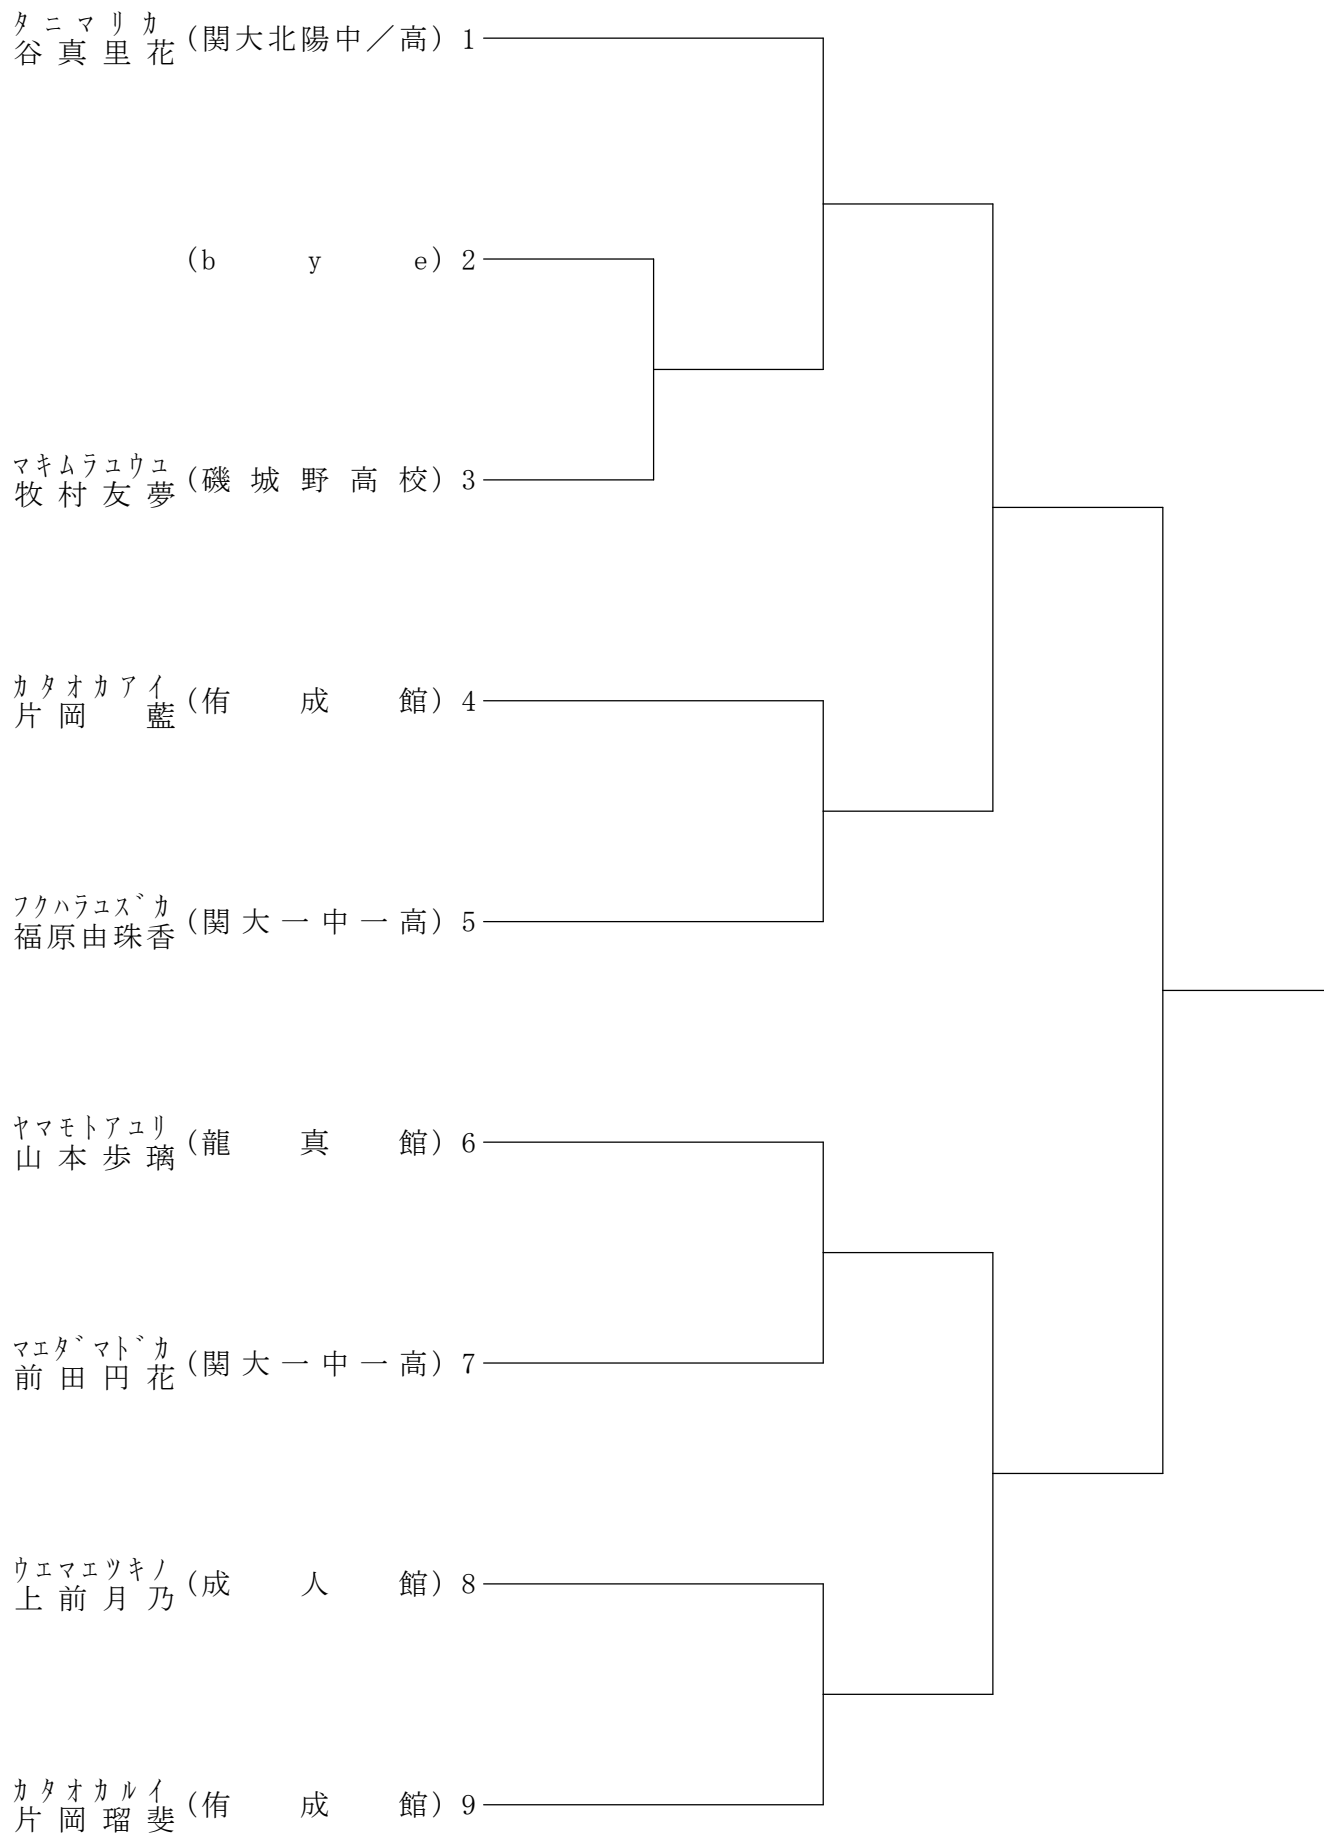 タニマリカ
谷真里花 (関大北陽中／高) 1
(bye) 2
マキムラユウユ
牧村友夢 (磯城野高校) 3
カタオカアイ
片岡 藍 (侑成館) 4
フクハラユズカ
福原由珠香 (関大一中一高) 5
ヤマモトアユリ
山本歩璃 (龍真館) 6
マエダマドカ
前田円花 (関大一中一高) 7
ウエマエツキノ
上前月乃 (成人館) 8
カタオカルイ
片岡瑠斐 (侑成館) 9